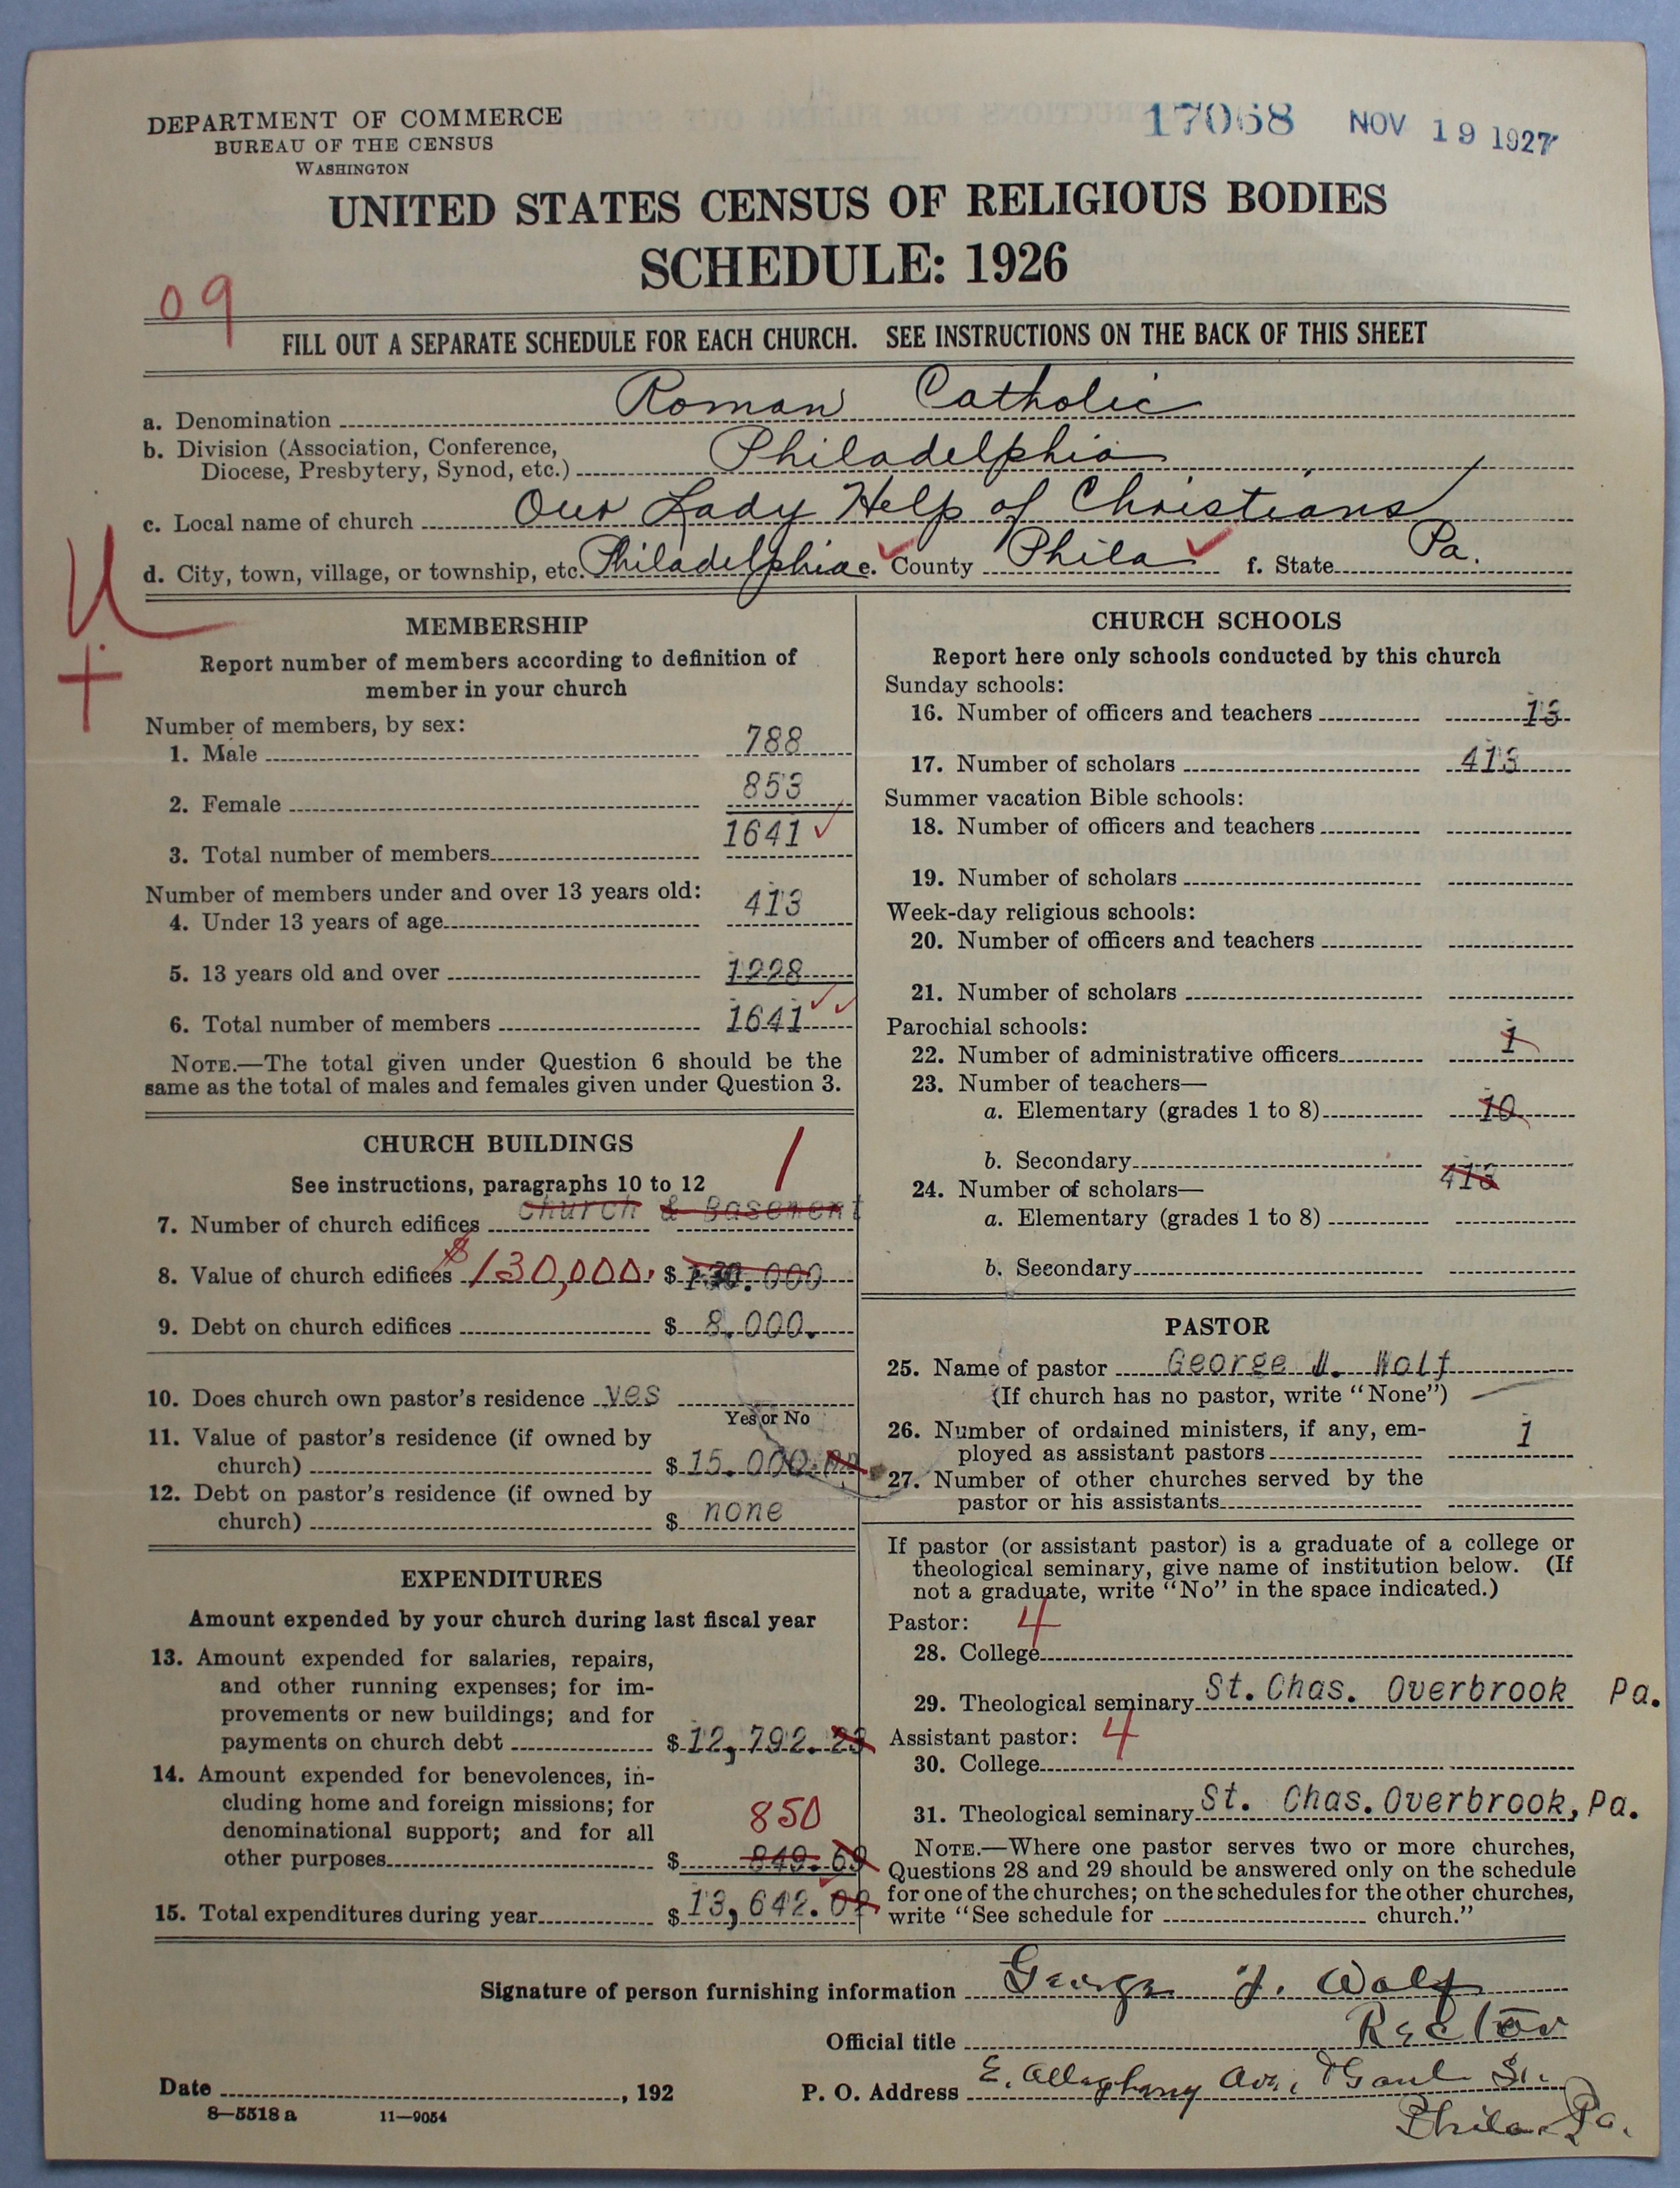 DEPARTMENT OF COMMERCE
BUREAU OF THE CENSUS
WASHINGTON
17068 NOV 19 1927
UNITED STATES CENSUS OF RELIGIOUS BODIES
SCHEDULE: 1926
09
FILL OUT A SEPARATE SCHEDULE FOR EACH CHURCH. SEE INSTRUCTIONS ON THE BACK OF THIS SHEET
a. Denomination Roman Catholic
b. Division (Association, Conference,
Diocese, Presbytery, Synod, etc.) Philadelphia
c. Local name of church Our Lady Help of Christians
d. City, town, village, or township, etc. Philadelphia e. County Phila f. State Pa.
U
+
MEMBERSHIP
Report number of members according to definition of
member in your church
Number of members, by sex:
1. Male 788
2. Female 853
3. Total number of members 1641
Number of members under and over 13 years old:
4. Under 13 years of age 413
5. 13 years old and over 1228
6. Total number of members 1641
NOTE.—The total given under Question 6 should be the
same as the total of males and females given under Question 3.
CHURCH BUILDINGS
See instructions, paragraphs 10 to 12 1
7. Number of church edifices church & Basement
8. Value of church edifices $130,000. $ 130.000
9. Debt on church edifices $ 8.000.
10. Does church own pastor's residence yes
Yes or No
11. Value of pastor's residence (if owned by
church) $ 15.000.
12. Debt on pastor's residence (if owned by
church) $ none
EXPENDITURES
Amount expended by your church during last fiscal year
13. Amount expended for salaries, repairs,
and other running expenses; for im-
provements or new buildings; and for
payments on church debt $ 12,792.23
14. Amount expended for benevolences, in-
cluding home and foreign missions; for
denominational support; and for all 850
other purposes $ 849.69
15. Total expenditures during year $ 13,642.02
CHURCH SCHOOLS
Report here only schools conducted by this church
Sunday schools:
16. Number of officers and teachers 13
17. Number of scholars 413
Summer vacation Bible schools:
18. Number of officers and teachers
19. Number of scholars
Week-day religious schools:
20. Number of officers and teachers
21. Number of scholars
Parochial schools:
22. Number of administrative officers 1
23. Number of teachers—
a. Elementary (grades 1 to 8) 10
b. Secondary
24. Number of scholars— 413
a. Elementary (grades 1 to 8)
b. Secondary
PASTOR
25. Name of pastor George Wolf
(If church has no pastor, write "None")
26. Number of ordained ministers, if any, em-
ployed as assistant pastors 1
27. Number of other churches served by the
pastor or his assistants
If pastor (or assistant pastor) is a graduate of a college or
theological seminary, give name of institution below. (If
not a graduate, write "No" in the space indicated.)
Pastor: 4
28. College
29. Theological seminary St. Chas. Overbrook Pa.
Assistant pastor: 4
30. College
31. Theological seminary St. Chas. Overbrook, Pa.
NOTE.—Where one pastor serves two or more churches,
Questions 28 and 29 should be answered only on the schedule
for one of the churches; on the schedules for the other churches,
write "See schedule for church."
Signature of person furnishing information George J. Wolf
Official title Rector
Date , 192
P. O. Address E. Allegheny Ave, & Gaul St.
Phila. Pa.
8—5518 a 11—9054